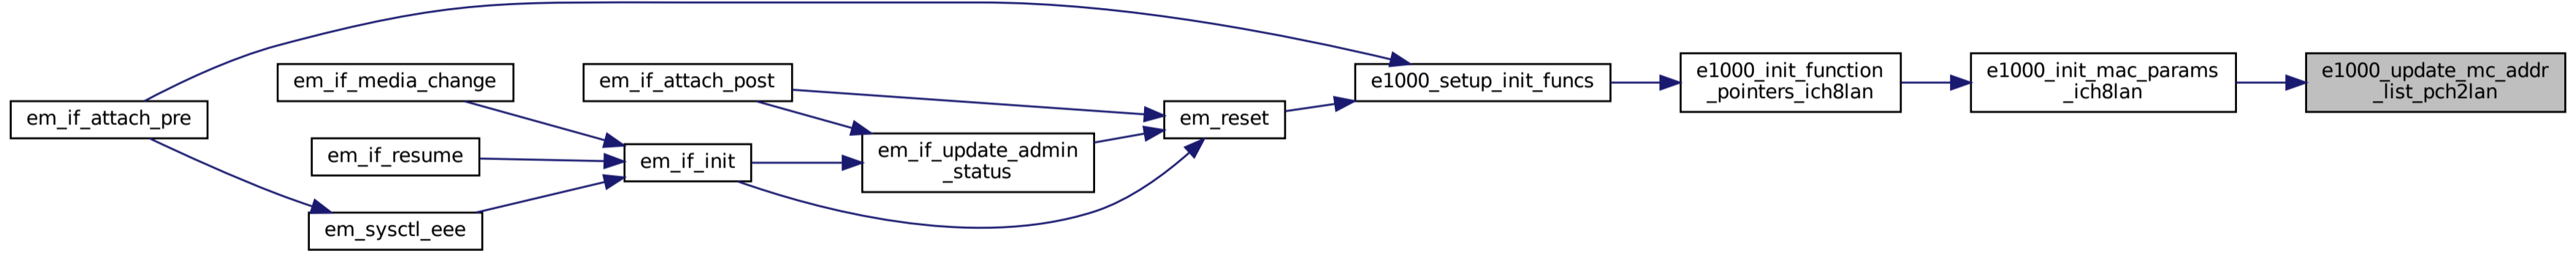 em_if_attach_pre
em_if_media_change
em_if_resume
em_sysctl_eee
em_if_attach_post
em_if_init
em_if_update_admin
_status
em_reset
e1000_setup_init_funcs
e1000_init_function
_pointers_ich8lan
e1000_init_mac_params
_ich8lan
e1000_update_mc_addr
_list_pch2lan